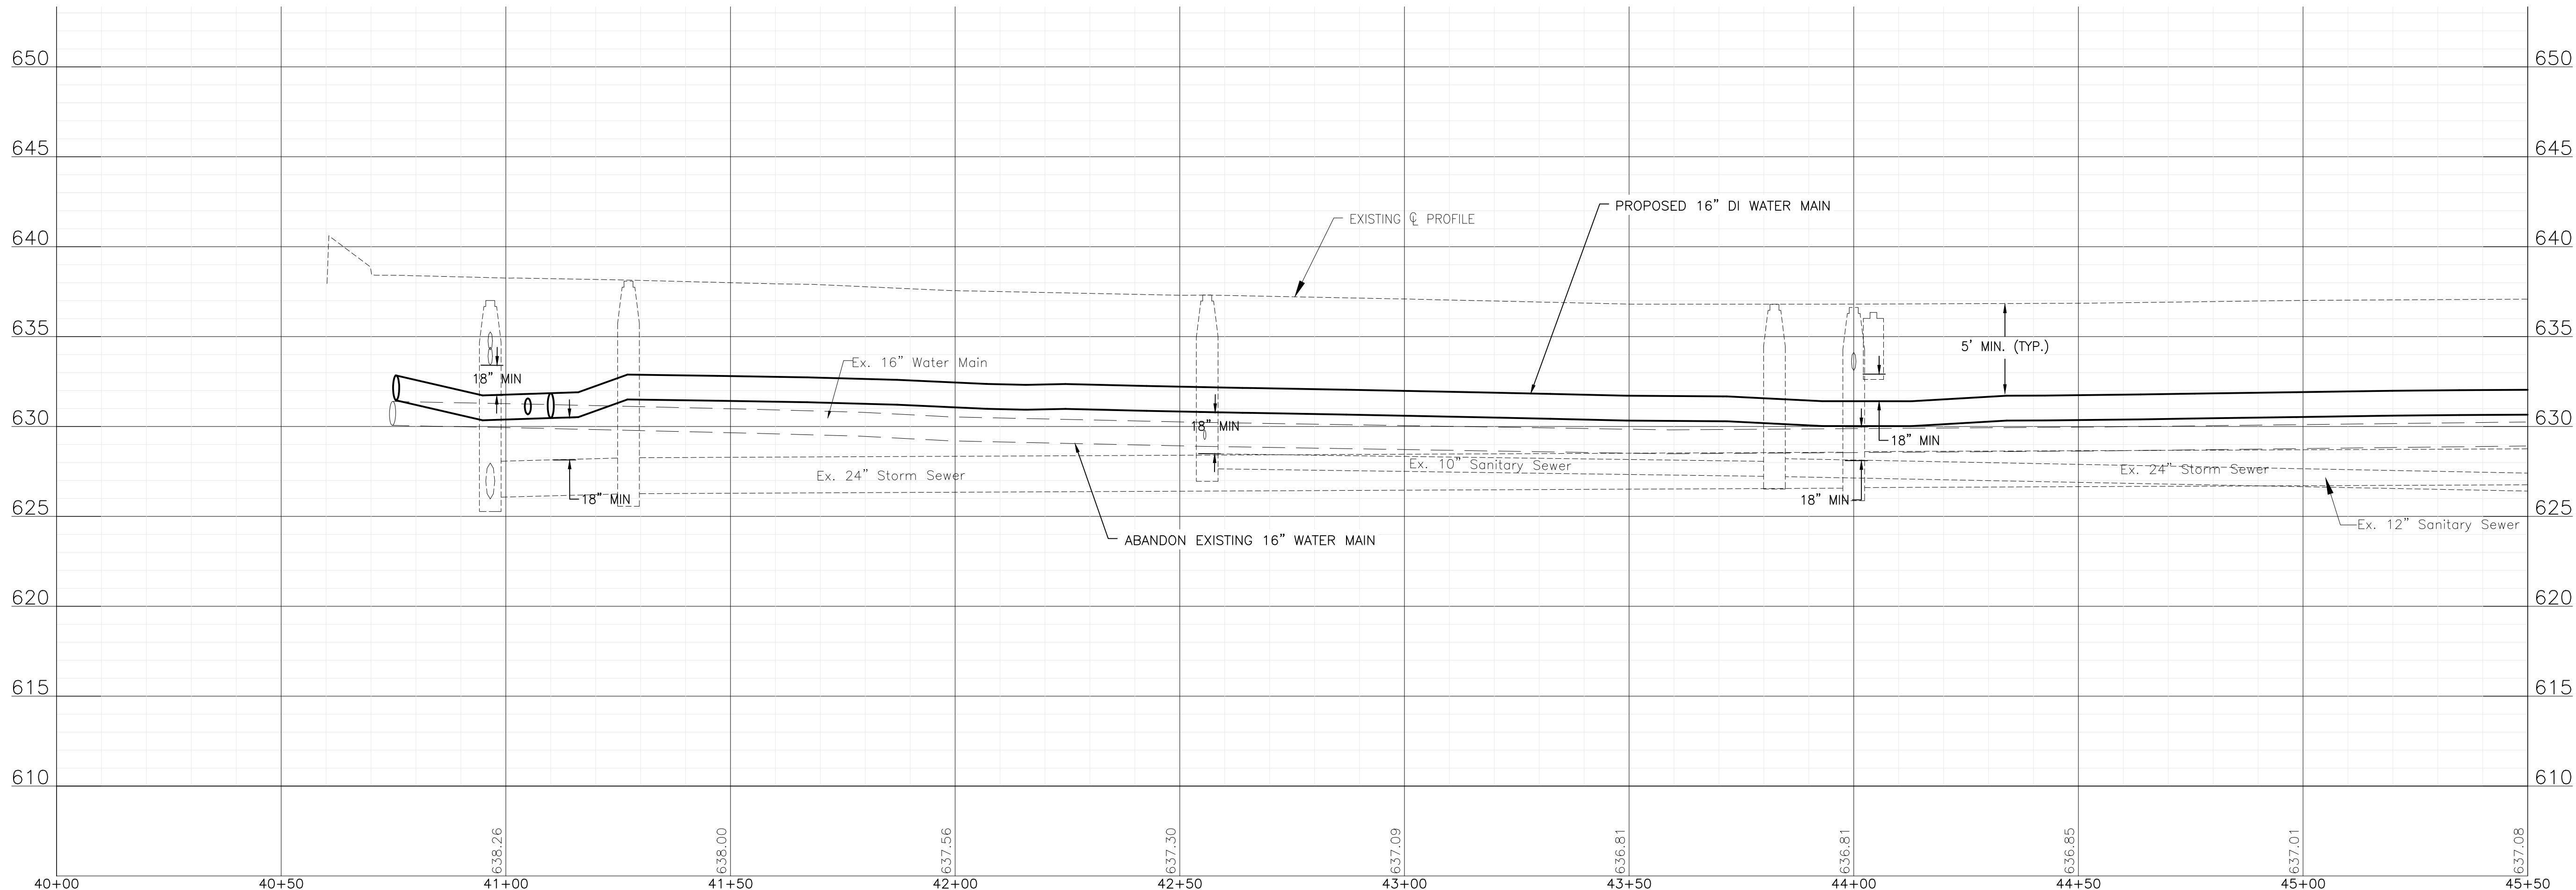 650
650
645
645
PROPOSED 16" DI WATER MAIN
EXISTING ℄ PROFILE
640
640
635
635
5' MIN. (TYP.)
Ex. 16" Water Main
18" MIN
630
630
18" MIN
18" MIN
Ex. 10" Sanitary Sewer
Ex. 24" Storm Sewer
Ex. 24" Storm Sewer
18" MIN
18" MIN
625
625
Ex. 12" Sanitary Sewer
ABANDON EXISTING 16" WATER MAIN
620
620
615
615
610
610
638.26
638.00
637.56
637.30
637.09
636.81
636.81
636.85
637.01
637.08
40+00
40+50
41+00
41+50
42+00
42+50
43+00
43+50
44+00
44+50
45+00
45+50